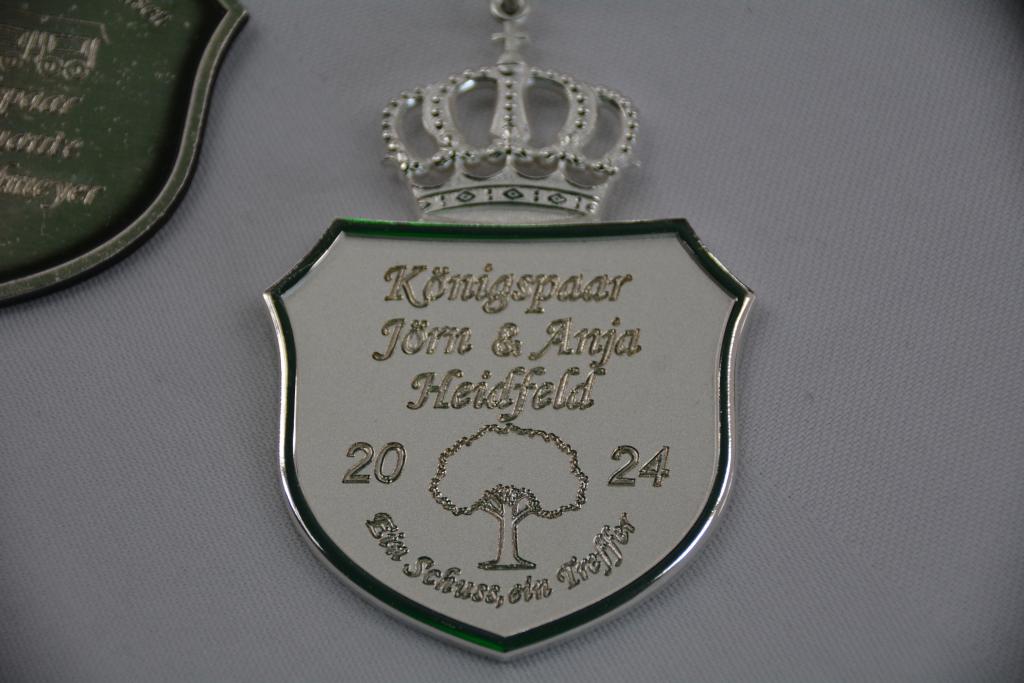 Königspaar
Jörn & Anja
Heidfeld
20 24
Ein Schuss, ein Treffer